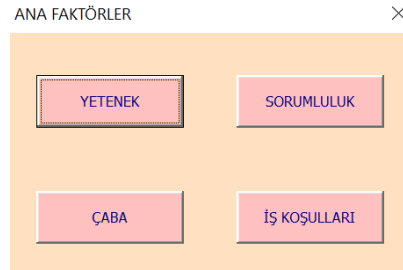 ANA FAKTÖRLER
YETENEK
SORUMLULUK
ÇABA
İŞ KOŞULLARI